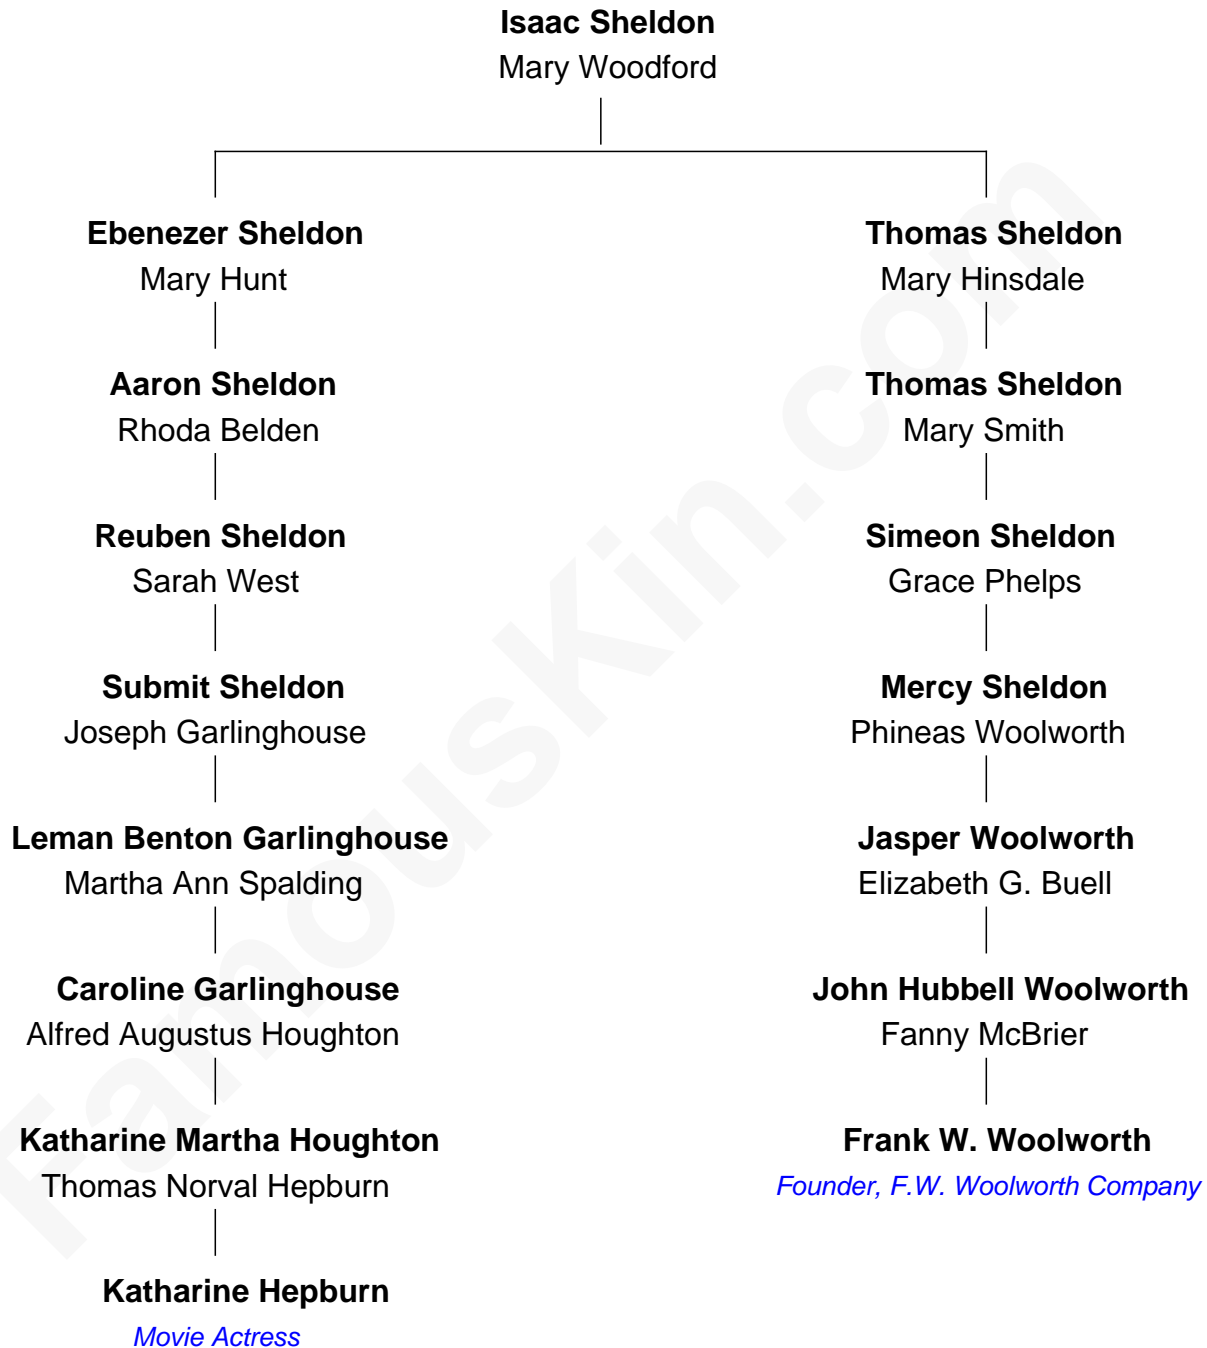 Isaac Sheldon
Mary Woodford
Ebenezer Sheldon
Mary Hunt
Thomas Sheldon
Mary Hinsdale
Aaron Sheldon
Rhoda Belden
Thomas Sheldon
Mary Smith
Reuben Sheldon
Sarah West
Simeon Sheldon
Grace Phelps
Submit Sheldon
Joseph Garlinghouse
Mercy Sheldon
Phineas Woolworth
Leman Benton Garlinghouse
Martha Ann Spalding
Jasper Woolworth
Elizabeth G. Buell
Caroline Garlinghouse
Alfred Augustus Houghton
John Hubbell Woolworth
Fanny McBrier
Katharine Martha Houghton
Thomas Norval Hepburn
Frank W. Woolworth
Founder, F.W. Woolworth Company
Katharine Hepburn
Movie Actress
FamousKin.com